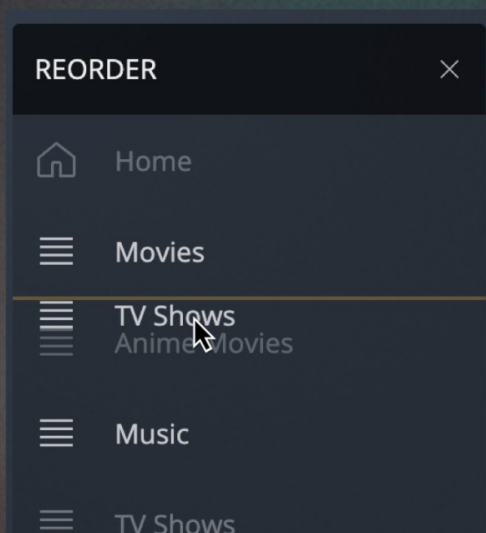 REORDER
Home
Movies
TV Shows
Anime Movies
Music
TV Shows